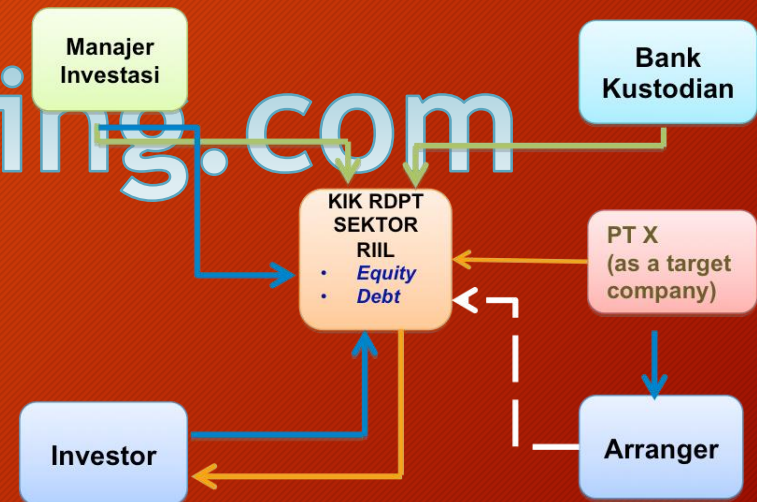 Manajer
Investasi
Bank
Kustodian
ing.com
KIK RDPT
SEKTOR
RIIL
• Equity
• Debt
PT X
(as a target
company)
Investor
Arranger